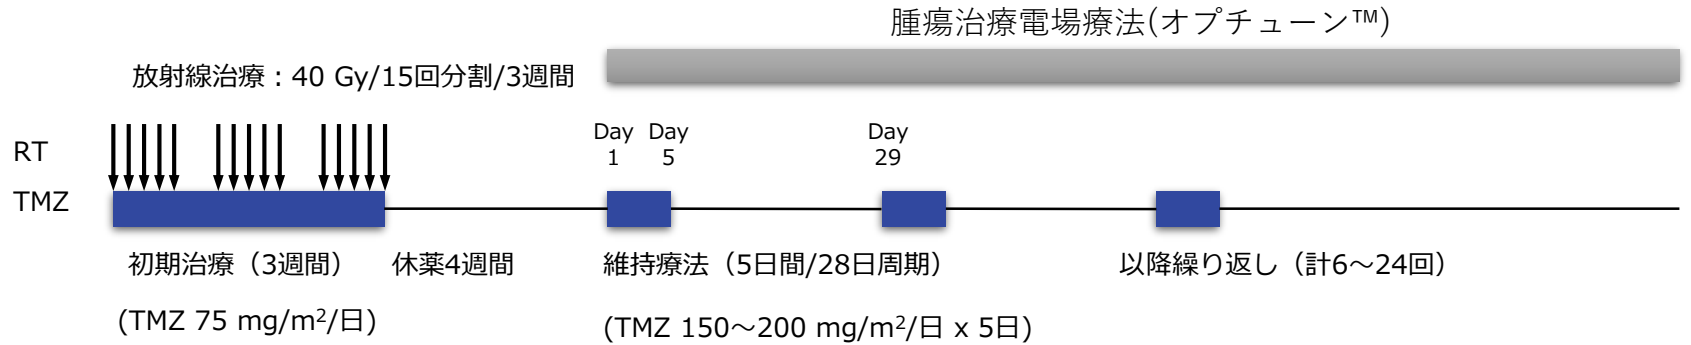 腫瘍治療電場療法(オプチューン™)
放射線治療：40 Gy/15回分割/3週間
RT
Day 1
Day 5
Day 29
TMZ
初期治療（3週間）
休薬4週間
維持療法（5日間/28日周期）
以降繰り返し（計6～24回）
(TMZ 75 mg/m²/日)
(TMZ 150～200 mg/m²/日 x 5日)